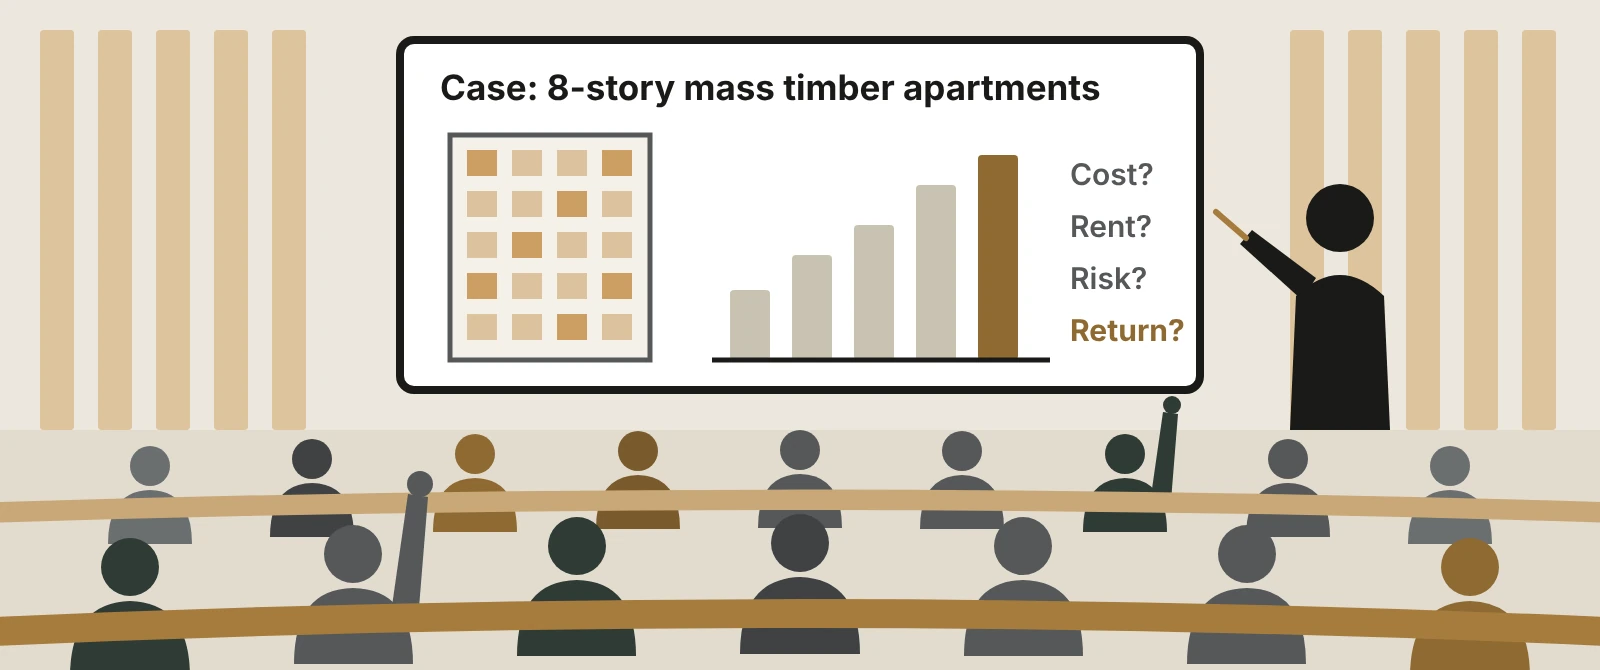 Case: 8-story mass timber apartments
Cost?
Rent?
Risk?
Return?